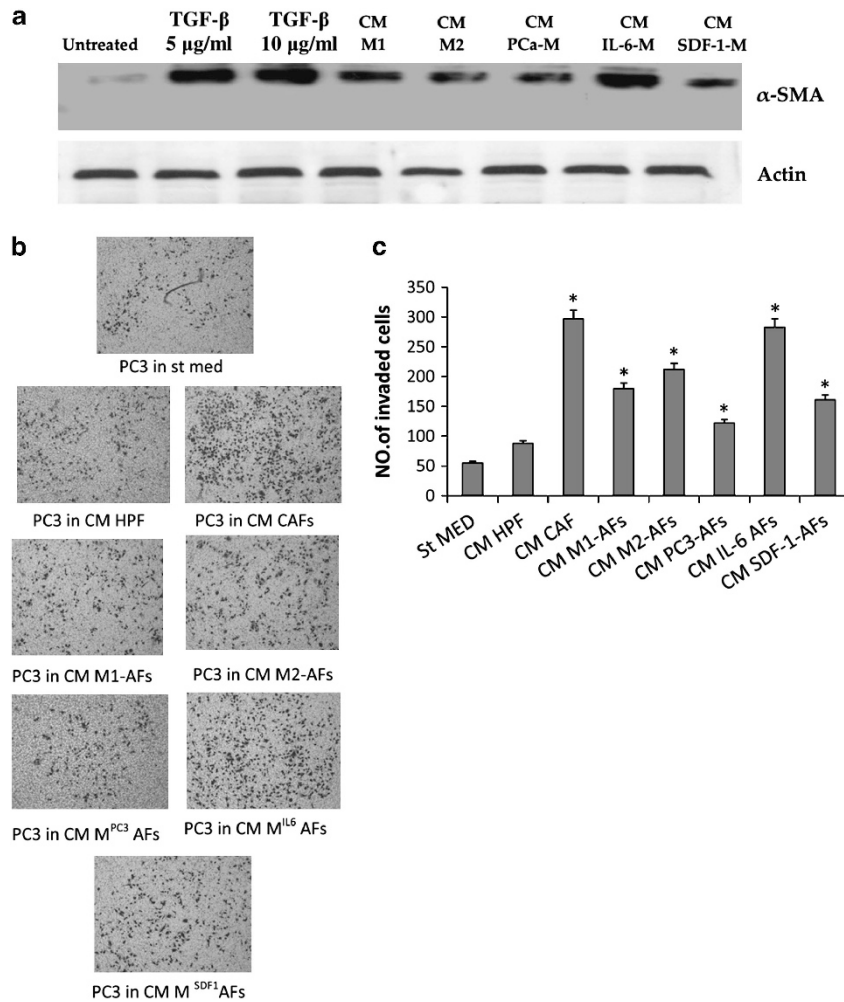 a
Untreated
TGF-β
5 µg/ml
TGF-β
10 µg/ml
CM
M1
CM
M2
CM
PCa-M
CM
IL-6-M
CM
SDF-1-M
α-SMA
Actin
b
PC3 in st med
PC3 in CM HPF
PC3 in CM CAFs
PC3 in CM M1-AFs
PC3 in CM M2-AFs
PC3 in CM M^PC3 AFs
PC3 in CM M^IL6 AFs
PC3 in CM M^SDF1 AFs
c
NO.of invaded cells
350
300
250
200
150
100
50
0
*
*
*
*
*
*
St MED
CM HPF
CM CAF
CM M1-AFs
CM M2-AFs
CM PC3-AFs
CM IL-6 AFs
CM SDF-1-AFs